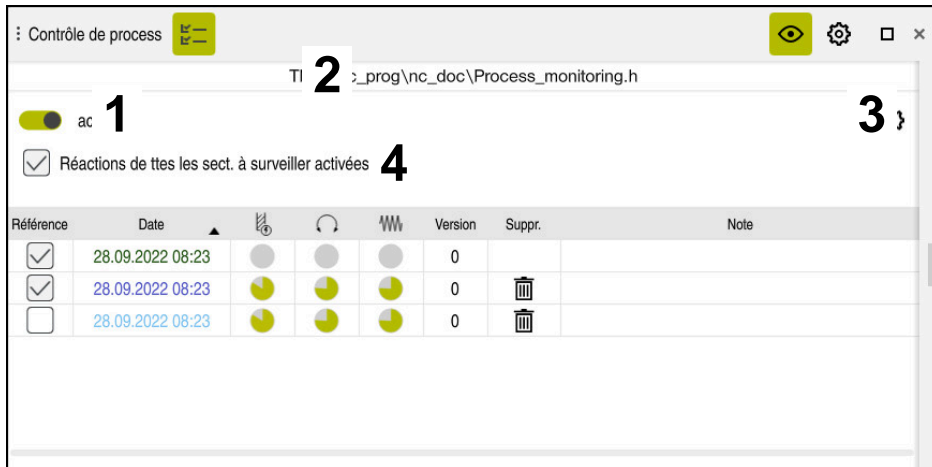 Contrôle de process
2
c_prog\nc_doc\Process_monitoring.h
1
3
Réactions de ttes les sect. à surveiller activées 4
Référence Date Version Suppr. Note
28.09.2022 08:23 0
28.09.2022 08:23 0
28.09.2022 08:23 0